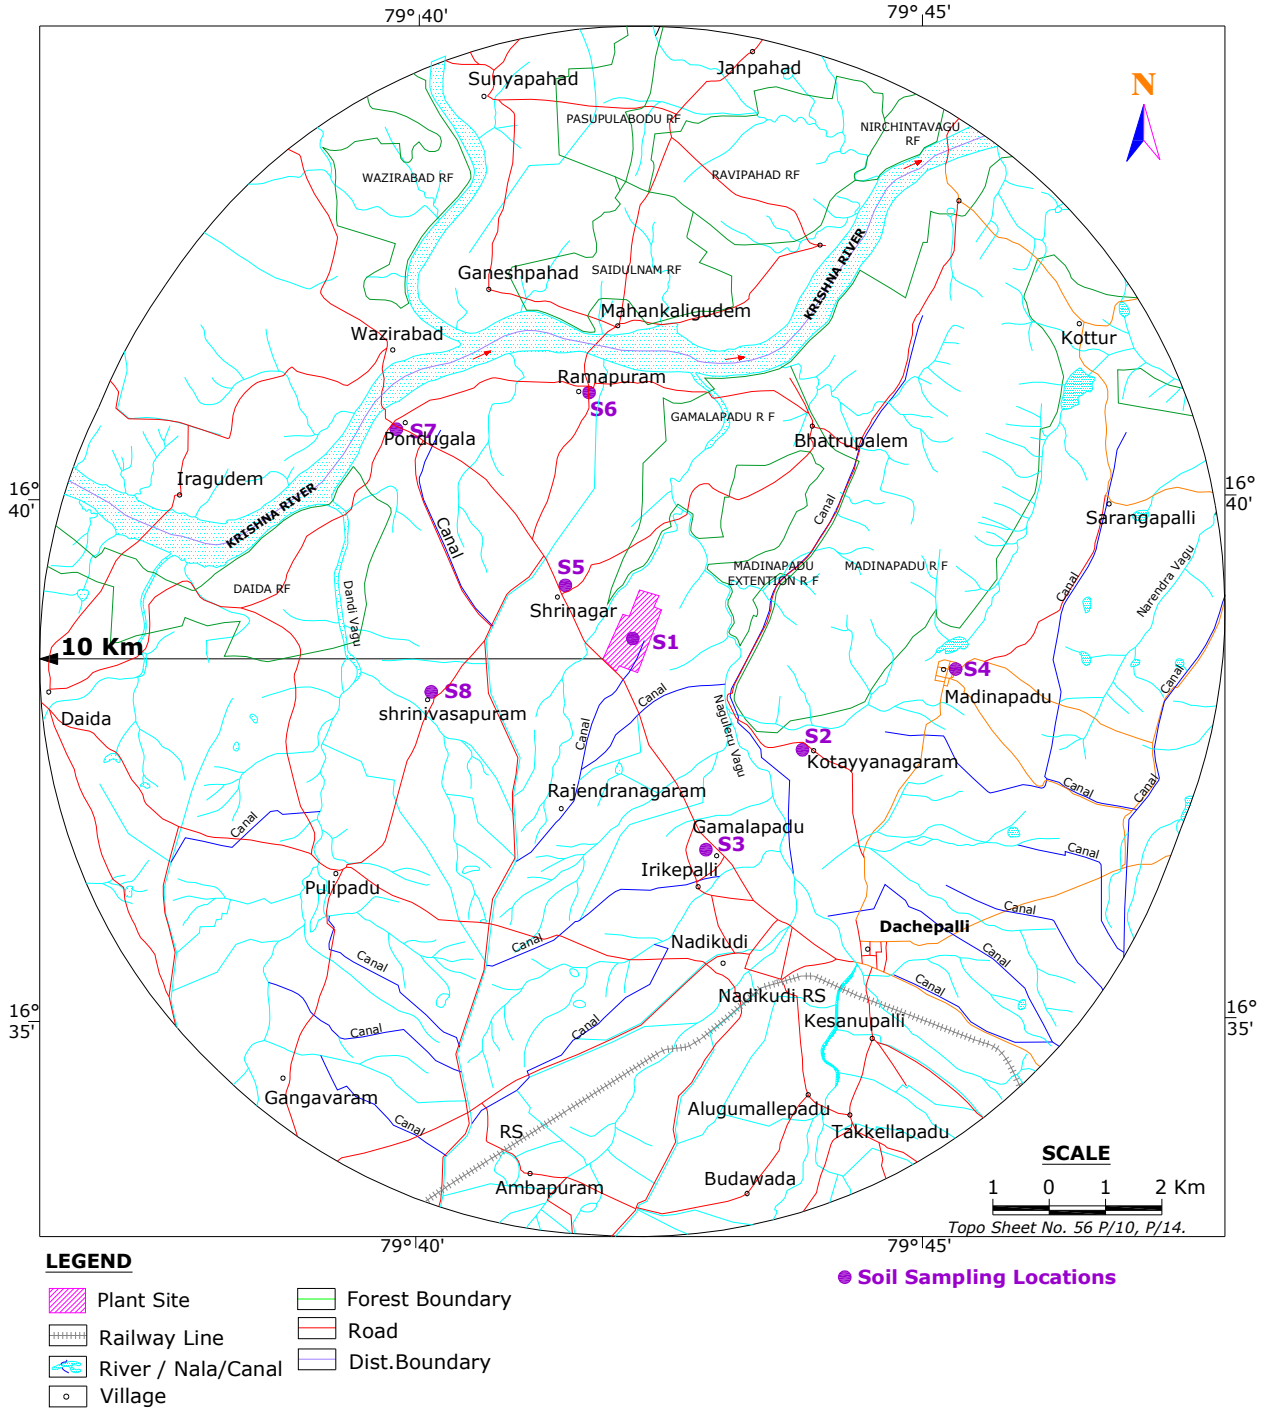 79° 40'
79° 45'
Sunyapahad
Janpahad
N
PASUPULABODU RF
NIRCHINTAVAGU
RF
WAZIRABAD RF
RAVIPAHAD RF
Ganeshpahad
SAIDULNAM RF
KRISHNA RIVER
Mahankaligudem
Wazirabad
Kottur
Ramapuram
S6
GAMALAPADU R F
S7
Pondugala
Bhatrupalem
Iragudem
16°
40'
16°
40'
KRISHNA RIVER
Canal
Canal
Sarangapalli
S5
MADINAPADU
EXTENTION R F
MADINAPADU R F
DAIDA RF
Dandi Vagu
Canal
Narendra Vagu
Shrinagar
S1
10 Km
S4
S8
Canal
Madinapadu
Canal
Daida
shrinivasapuram
Canal
Naguleru Vagu
S2
Kotayyanagaram
Canal
Canal
Rajendranagaram
Canal
Gamalapadu
S3
Canal
Irikepalli
Pulipadu
Canal
Dachepalli
Canal
Nadikudi
Canal
Canal
Canal
Nadikudi RS
16°
35'
16°
35'
Kesanupalli
Canal
Canal
Gangavaram
Alugumallepadu
Canal
RS
Takkellapadu
SCALE
Ambapuram
Budawada
1 0 1 2 Km
Topo Sheet No. 56 P/10, P/14.
79° 40'
79° 45'
LEGEND
Soil Sampling Locations
Plant Site
Forest Boundary
Railway Line
Road
River / Nala/Canal
Dist.Boundary
Village